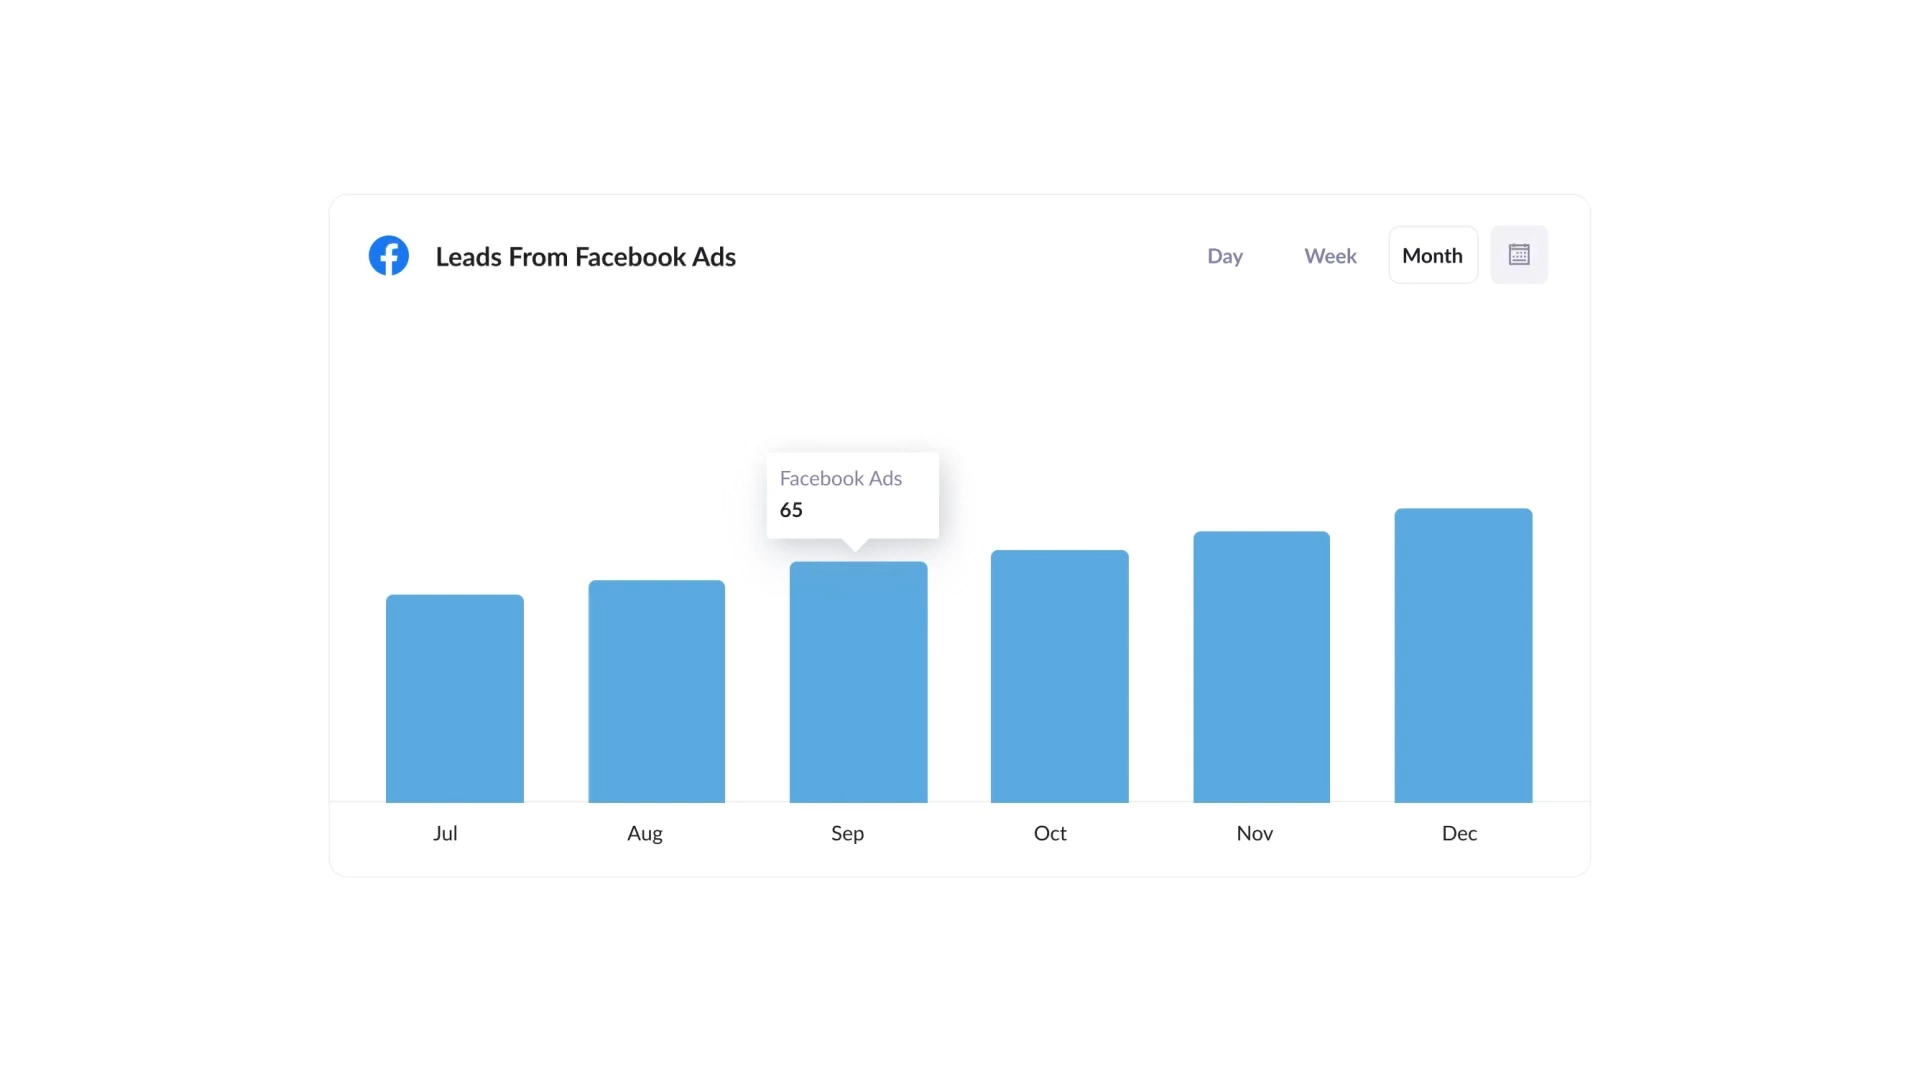 Leads From Facebook Ads
Day Week Month
Facebook Ads
65
Jul Aug Sep Oct Nov Dec